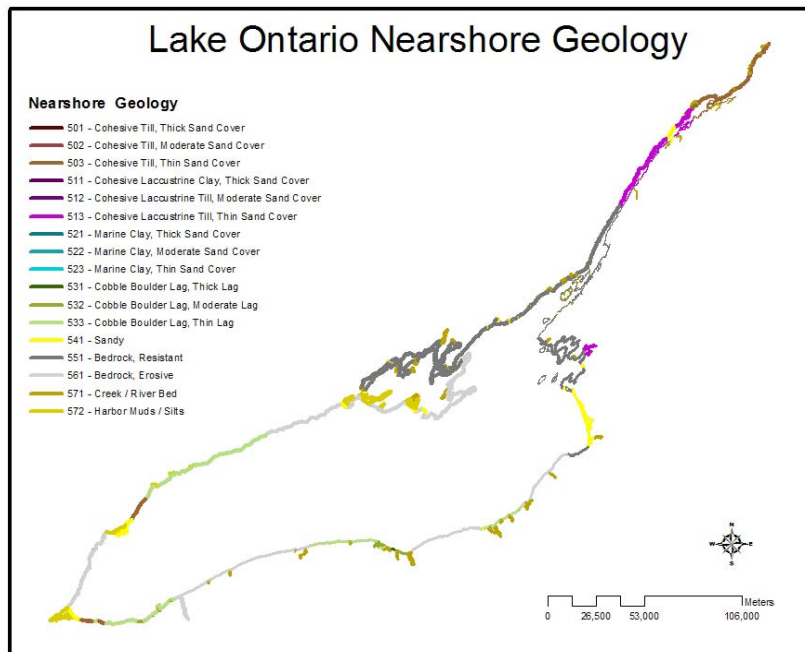 Lake Ontario Nearshore Geology
Nearshore Geology
501 - Cohesive Till, Thick Sand Cover
502 - Cohesive Till, Moderate Sand Cover
503 - Cohesive Till, Thin Sand Cover
511 - Cohesive Laccustrine Clay, Thick Sand Cover
512 - Cohesive Laccustrine Till, Moderate Sand Cover
513 - Cohesive Laccustrine Till, Thin Sand Cover
521 - Marine Clay, Thick Sand Cover
522 - Marine Clay, Moderate Sand Cover
523 - Marine Clay, Thin Sand Cover
531 - Cobble Boulder Lag, Thick Lag
532 - Cobble Boulder Lag, Moderate Lag
533 - Cobble Boulder Lag, Thin Lag
541 - Sandy
551 - Bedrock, Resistant
561 - Bedrock, Erosive
571 - Creek / River Bed
572 - Harbor Muds / Silts
N
W E
S
Meters
0 26,500 53,000 106,000